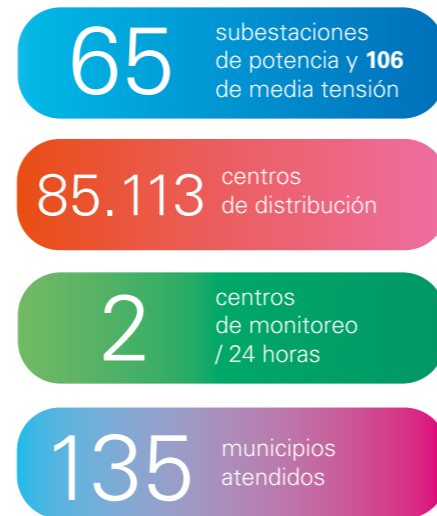 65
subestaciones
de potencia y 106
de media tensión
85.113
centros
de distribución
2
centros
de monitoreo
/ 24 horas
135
municipios
atendidos